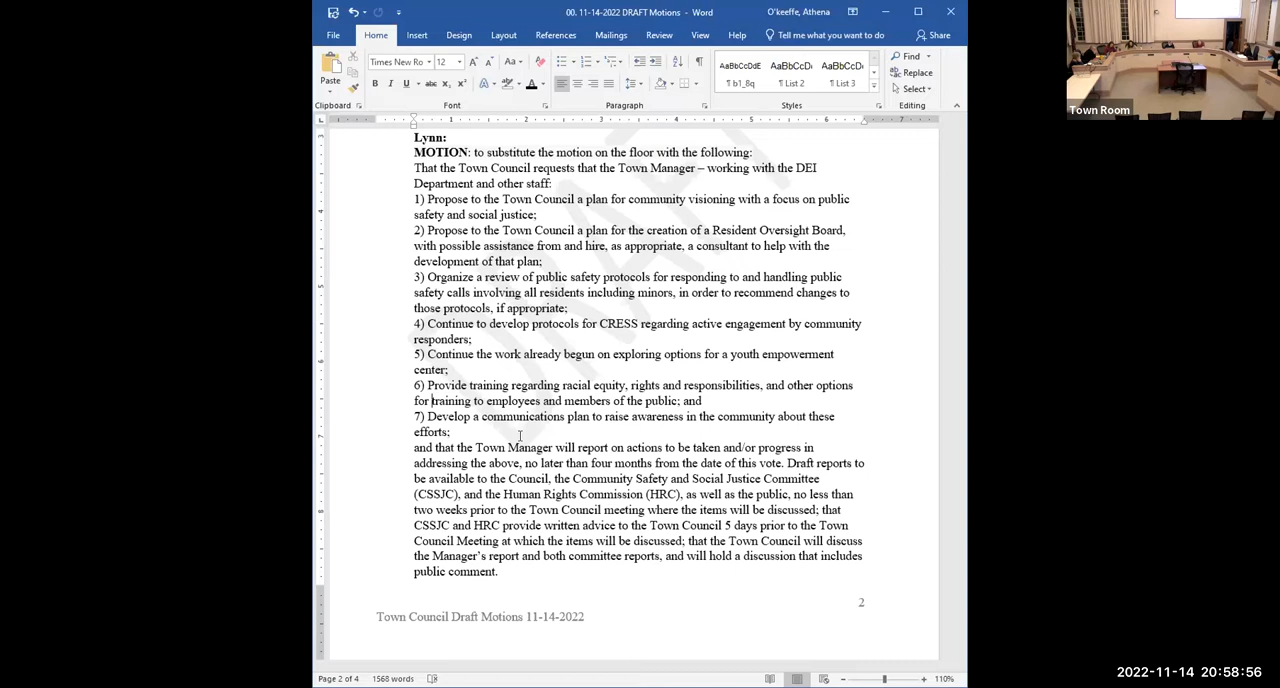 00. 11-14-2022 DRAFT Motions - Word
O'keeffe, Athena
File Home Insert Design Layout References Mailings Review View Help Tell me what you want to do Share
Paste
Times New Ro 12
AaBbCcDdE AaBbCcDc AaBbCcDc
¶ b1_8q ¶ List 2 ¶ List 3
Find
Replace
Select
Clipboard Font Paragraph Styles Editing
Town Room
DRAFT
Lynn:
MOTION: to substitute the motion on the floor with the following:
That the Town Council requests that the Town Manager – working with the DEI
Department and other staff:
1) Propose to the Town Council a plan for community visioning with a focus on public
safety and social justice;
2) Propose to the Town Council a plan for the creation of a Resident Oversight Board,
with possible assistance from and hire, as appropriate, a consultant to help with the
development of that plan;
3) Organize a review of public safety protocols for responding to and handling public
safety calls involving all residents including minors, in order to recommend changes to
those protocols, if appropriate;
4) Continue to develop protocols for CRESS regarding active engagement by community
responders;
5) Continue the work already begun on exploring options for a youth empowerment
center;
6) Provide training regarding racial equity, rights and responsibilities, and other options
for training to employees and members of the public; and
7) Develop a communications plan to raise awareness in the community about these
efforts;
and that the Town Manager will report on actions to be taken and/or progress in
addressing the above, no later than four months from the date of this vote. Draft reports to
be available to the Council, the Community Safety and Social Justice Committee
(CSSJC), and the Human Rights Commission (HRC), as well as the public, no less than
two weeks prior to the Town Council meeting where the items will be discussed; that
CSSJC and HRC provide written advice to the Town Council 5 days prior to the Town
Council Meeting at which the items will be discussed; that the Town Council will discuss
the Manager's report and both committee reports, and will hold a discussion that includes
public comment.
2
Town Council Draft Motions 11-14-2022
Page 2 of 4 1568 words
110%
2022-11-14 20:58:56